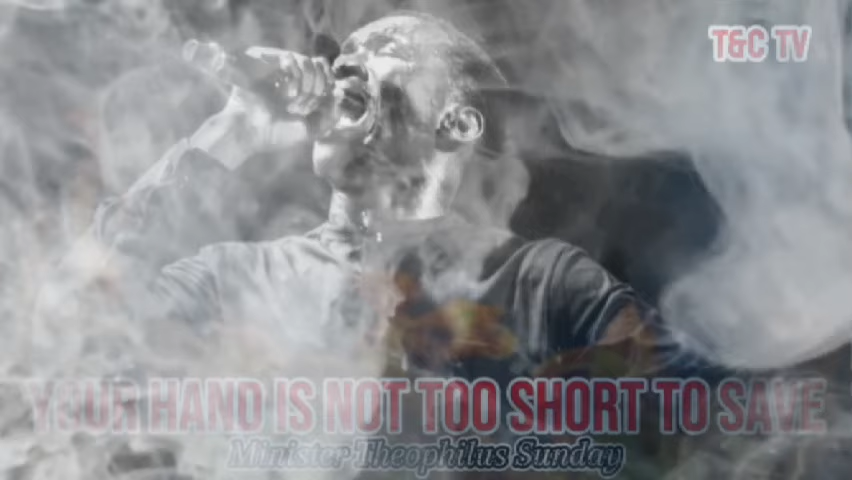 T&C TV
YOUR HAND IS NOT TOO SHORT TO SAVE
Minister Theophilus Sunday